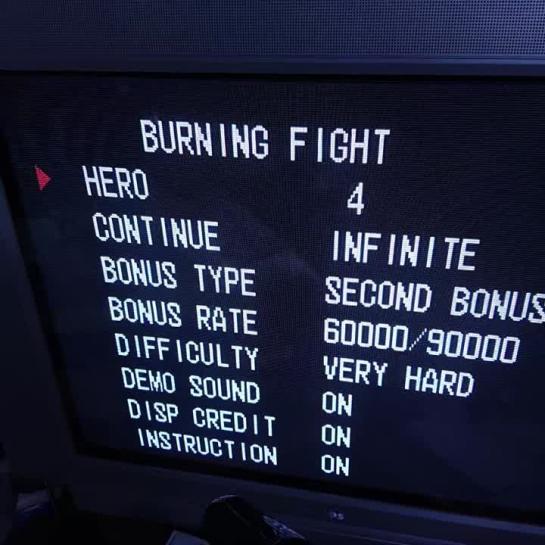 BURNING FIGHT
HERO 4
CONTINUE INFINITE
BONUS TYPE SECOND BONUS
BONUS RATE 60000/90000
DIFFICULTY VERY HARD
DEMO SOUND ON
DISP CREDIT ON
INSTRUCTION ON